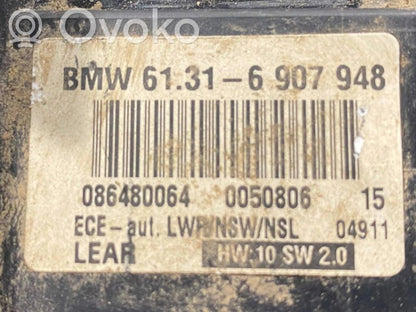 OVOKO
BMW 61.31-6 907 948
086480064 0050806 15
ECE-aut. LWR/NSW/NSL 04911
LEAR HW 10 SW 2.0